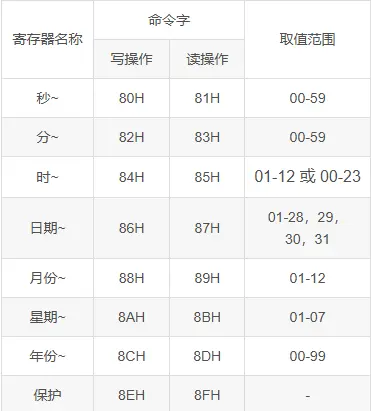 寄存器名称 命令字 取值范围
写操作 读操作
秒~ 80H 81H 00-59
分~ 82H 83H 00-59
时~ 84H 85H 01-12 或 00-23
日期~ 86H 87H 01-28，29，
30，31
月份~ 88H 89H 01-12
星期~ 8AH 8BH 01-07
年份~ 8CH 8DH 00-99
保护 8EH 8FH -